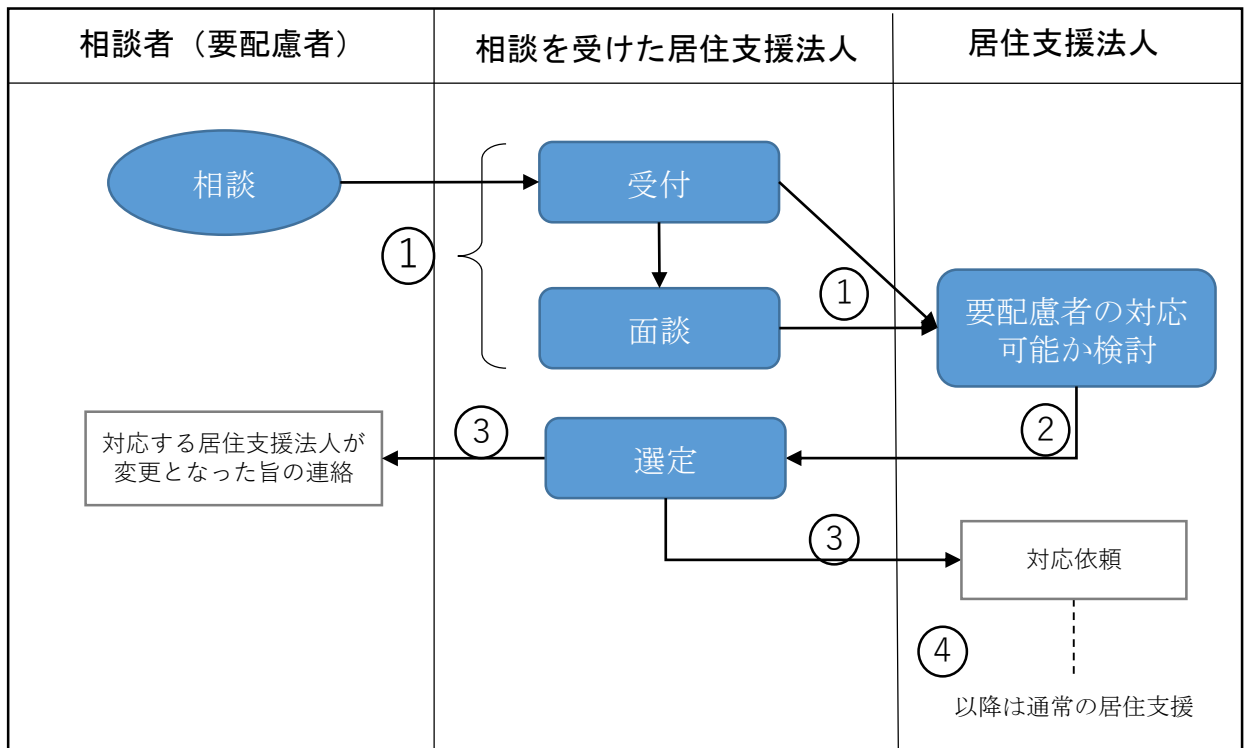 相談者（要配慮者）
相談を受けた居住支援法人
居住支援法人
相談
受付
①
面談
①
要配慮者の対応
可能か検討
②
対応する居住支援法人が
変更となった旨の連絡
③
選定
③
対応依頼
④
以降は通常の居住支援